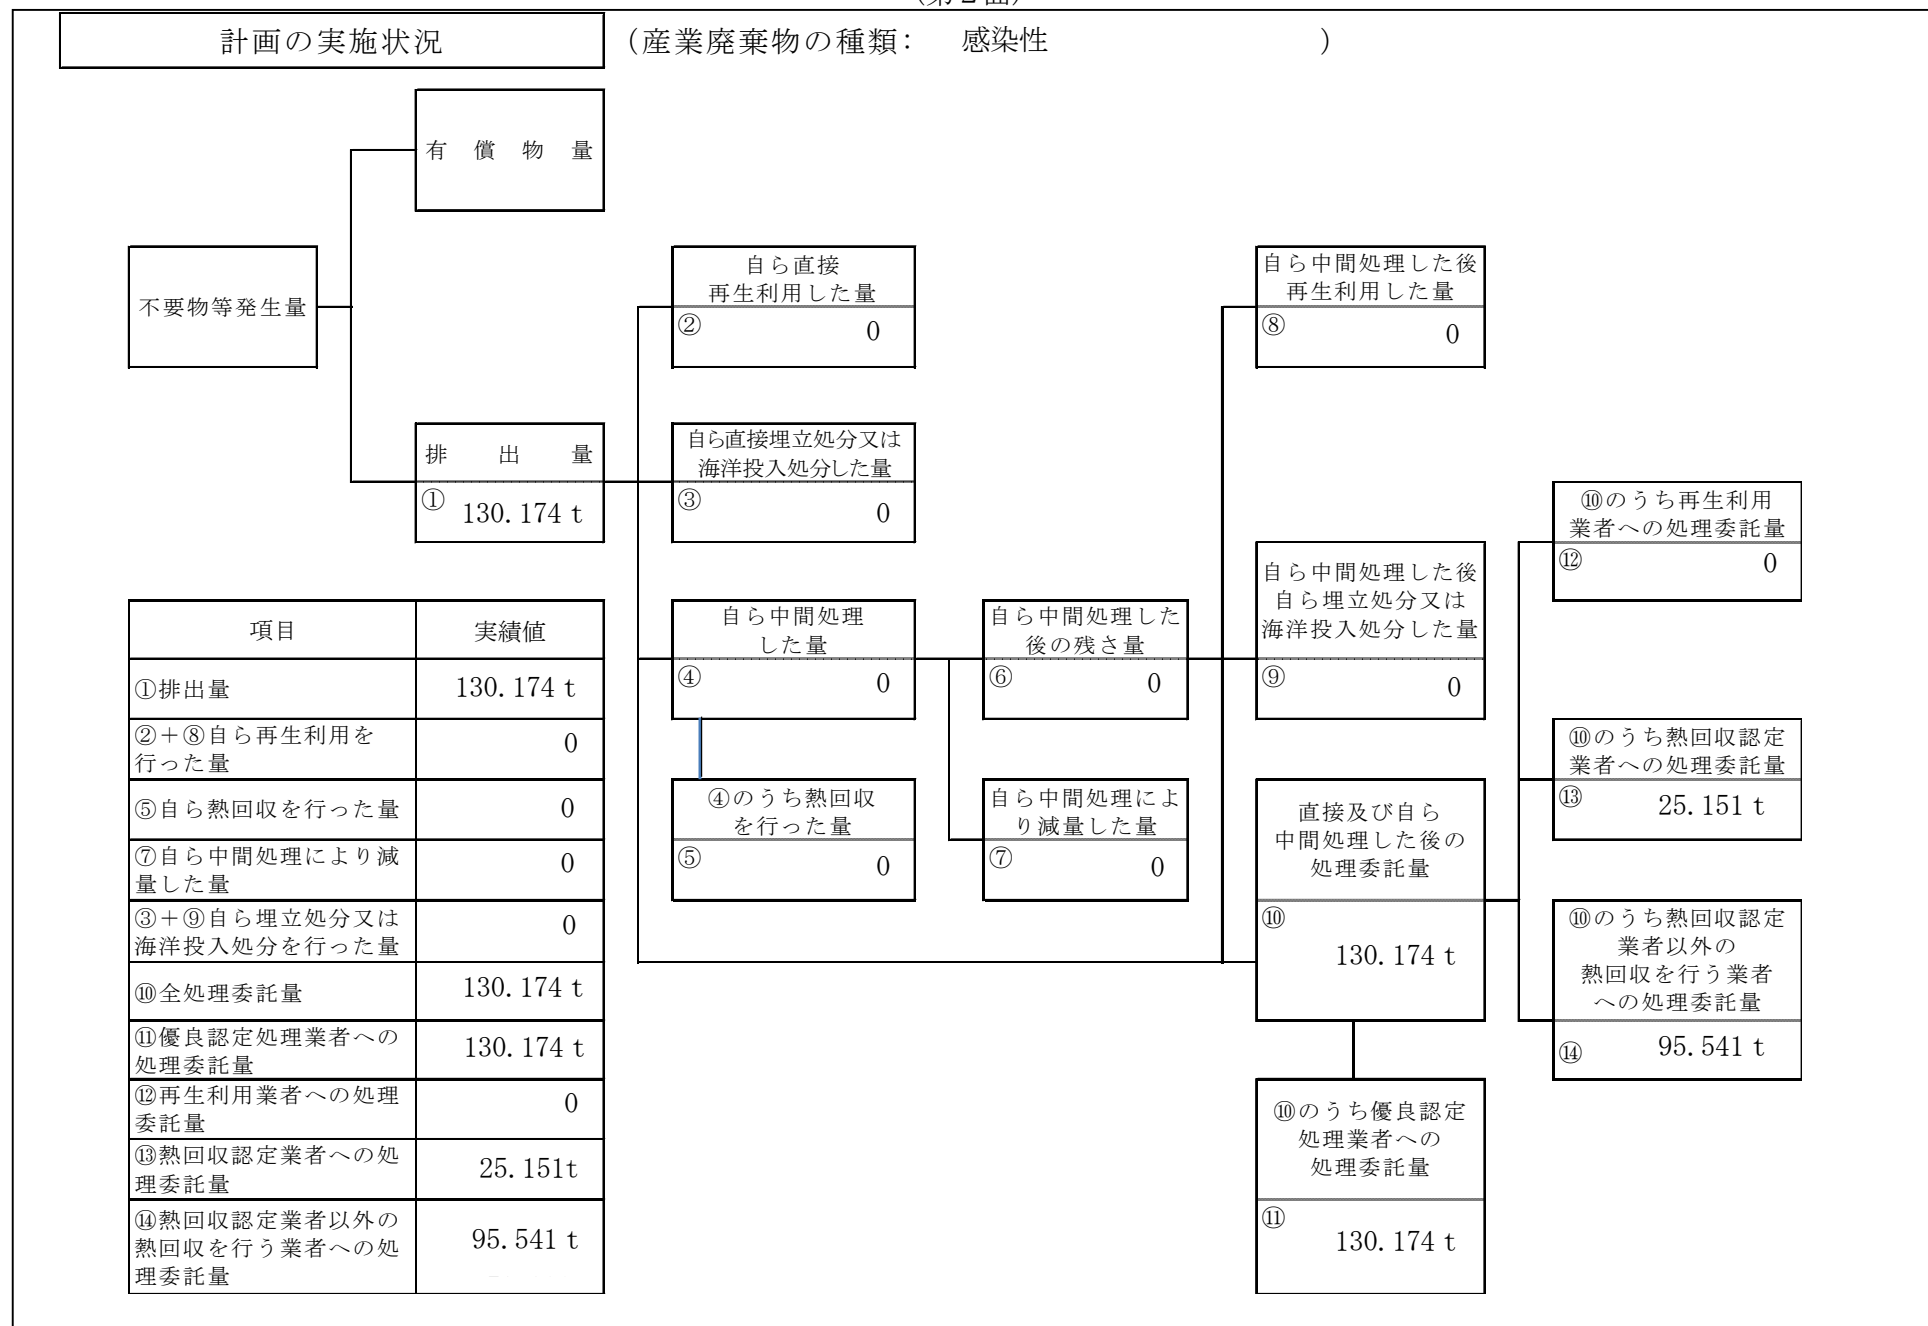 (第2面)
計画の実施状況
(産業廃棄物の種類: 感染性 )
有償物量
不要物等発生量
自ら直接
再生利用した量
② 0
自ら中間処理した後
再生利用した量
⑧ 0
排出量
① 130.174 t
自ら直接埋立処分又は
海洋投入処分した量
③ 0
⑩のうち再生利用
業者への処理委託量
⑫ 0
自ら中間処理した後
自ら埋立処分又は
海洋投入処分した量
⑨ 0
自ら中間処理
した量
④ 0
自ら中間処理した
後の残さ量
⑥ 0
④のうち熱回収
を行った量
⑤ 0
自ら中間処理によ
り減量した量
⑦ 0
直接及び自ら
中間処理した後の
処理委託量
⑩
130.174 t
⑩のうち熱回収認定
業者への処理委託量
⑬ 25.151 t
⑩のうち熱回収認定
業者以外の
熱回収を行う業者
への処理委託量
⑭ 95.541 t
⑩のうち優良認定
処理業者への
処理委託量
⑪
130.174 t
項目 実績値
①排出量 130.174 t
②+⑧自ら再生利用を
行った量 0
⑤自ら熱回収を行った量 0
⑦自ら中間処理により減
量した量 0
③+⑨自ら埋立処分又は
海洋投入処分を行った量 0
⑩全処理委託量 130.174 t
⑪優良認定処理業者への
処理委託量 130.174 t
⑫再生利用業者への処理
委託量 0
⑬熱回収認定業者への処
理委託量 25.151t
⑭熱回収認定業者以外の
熱回収を行う業者への処
理委託量 95.541 t